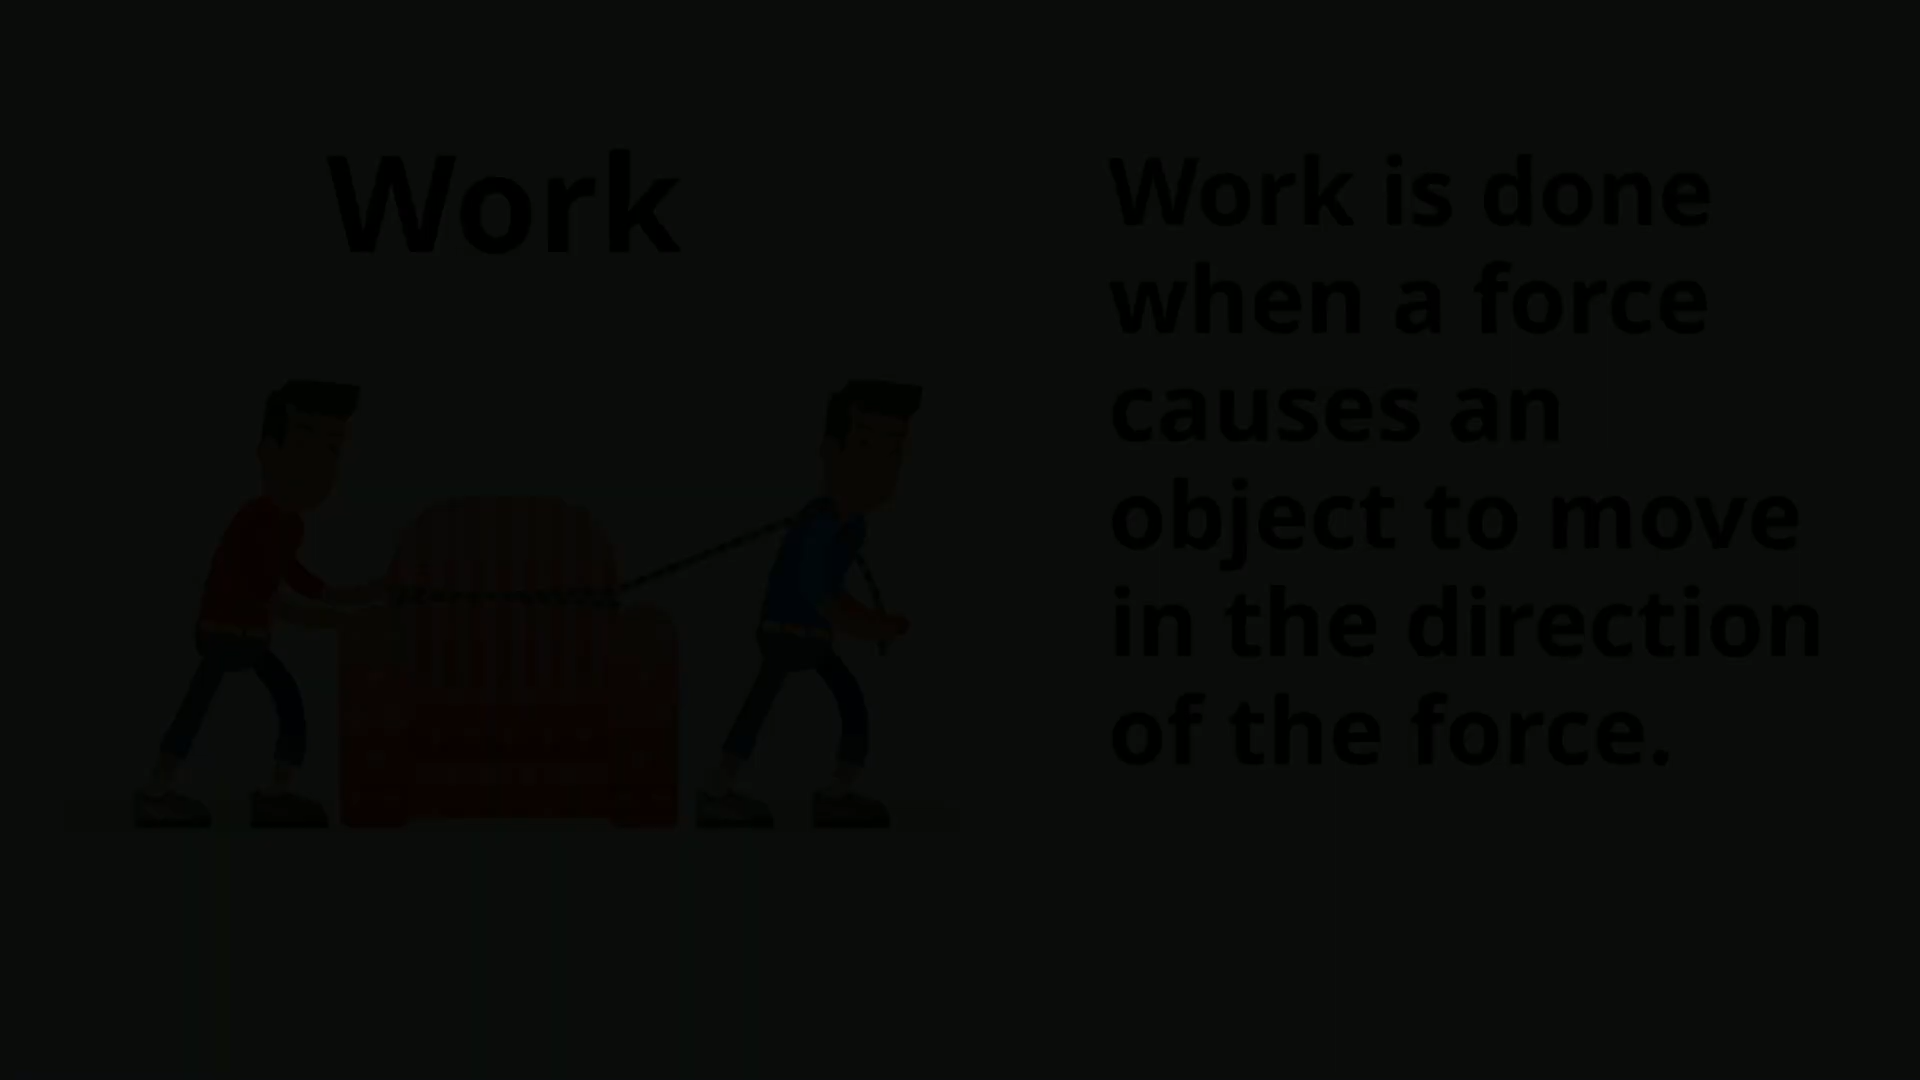 Work
Work is done
when a force
causes an
object to move
in the direction
of the force.